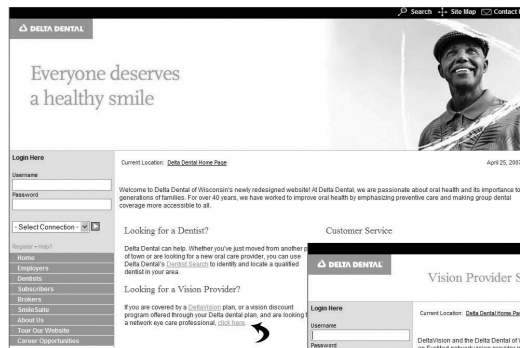 Search Site Map Contact
DELTA DENTAL
Everyone deserves
a healthy smile
Login Here
Username
Password
- Select Connection -
Register • Help?
Home
Employers
Dentists
Subscribers
Brokers
SmileSuite
About Us
Tour Our Website
Career Opportunities
Current Location: Delta Dental Home Page
April 25, 2007
Welcome to Delta Dental of Wisconsin's newly redesigned website! At Delta Dental, we are passionate about oral health and its importance to
generations of families. For over 40 years, we have worked to improve oral health by emphasizing preventive care and making group dental
coverage more accessible to all.
Looking for a Dentist?
Delta Dental can help. Whether you've just moved from another
of town or are looking for a new oral care provider, you can use
Delta Dental's Dentist Search to identify and locate a qualified
dentist in your area.
Looking for a Vision Provider?
If you are covered by a DeltaVision plan, or a vision discount
program offered through your Delta Dental plan, and are looking
a network eye care professional, click here.
Customer Service
DELTA DENTAL
Vision Provider S
Login Here
Username
Password
Current Location: Delta Dental Home Pa
DeltaVision and the Delta Dental of